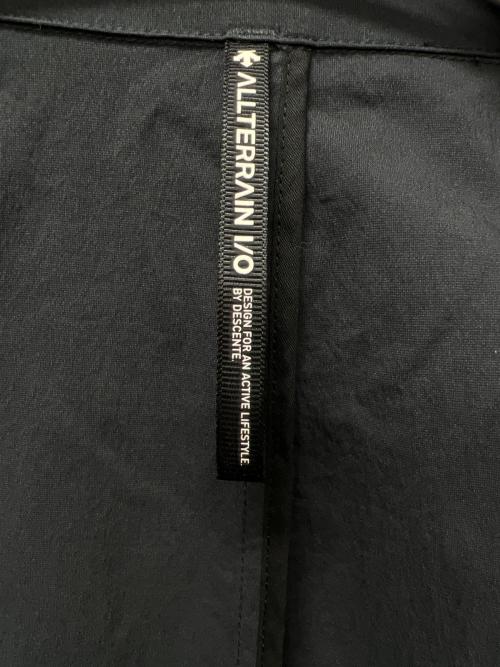 ALLTERRAIN I/O
DESIGN FOR AN ACTIVE LIFESTYLE.
BY DESCENTE.